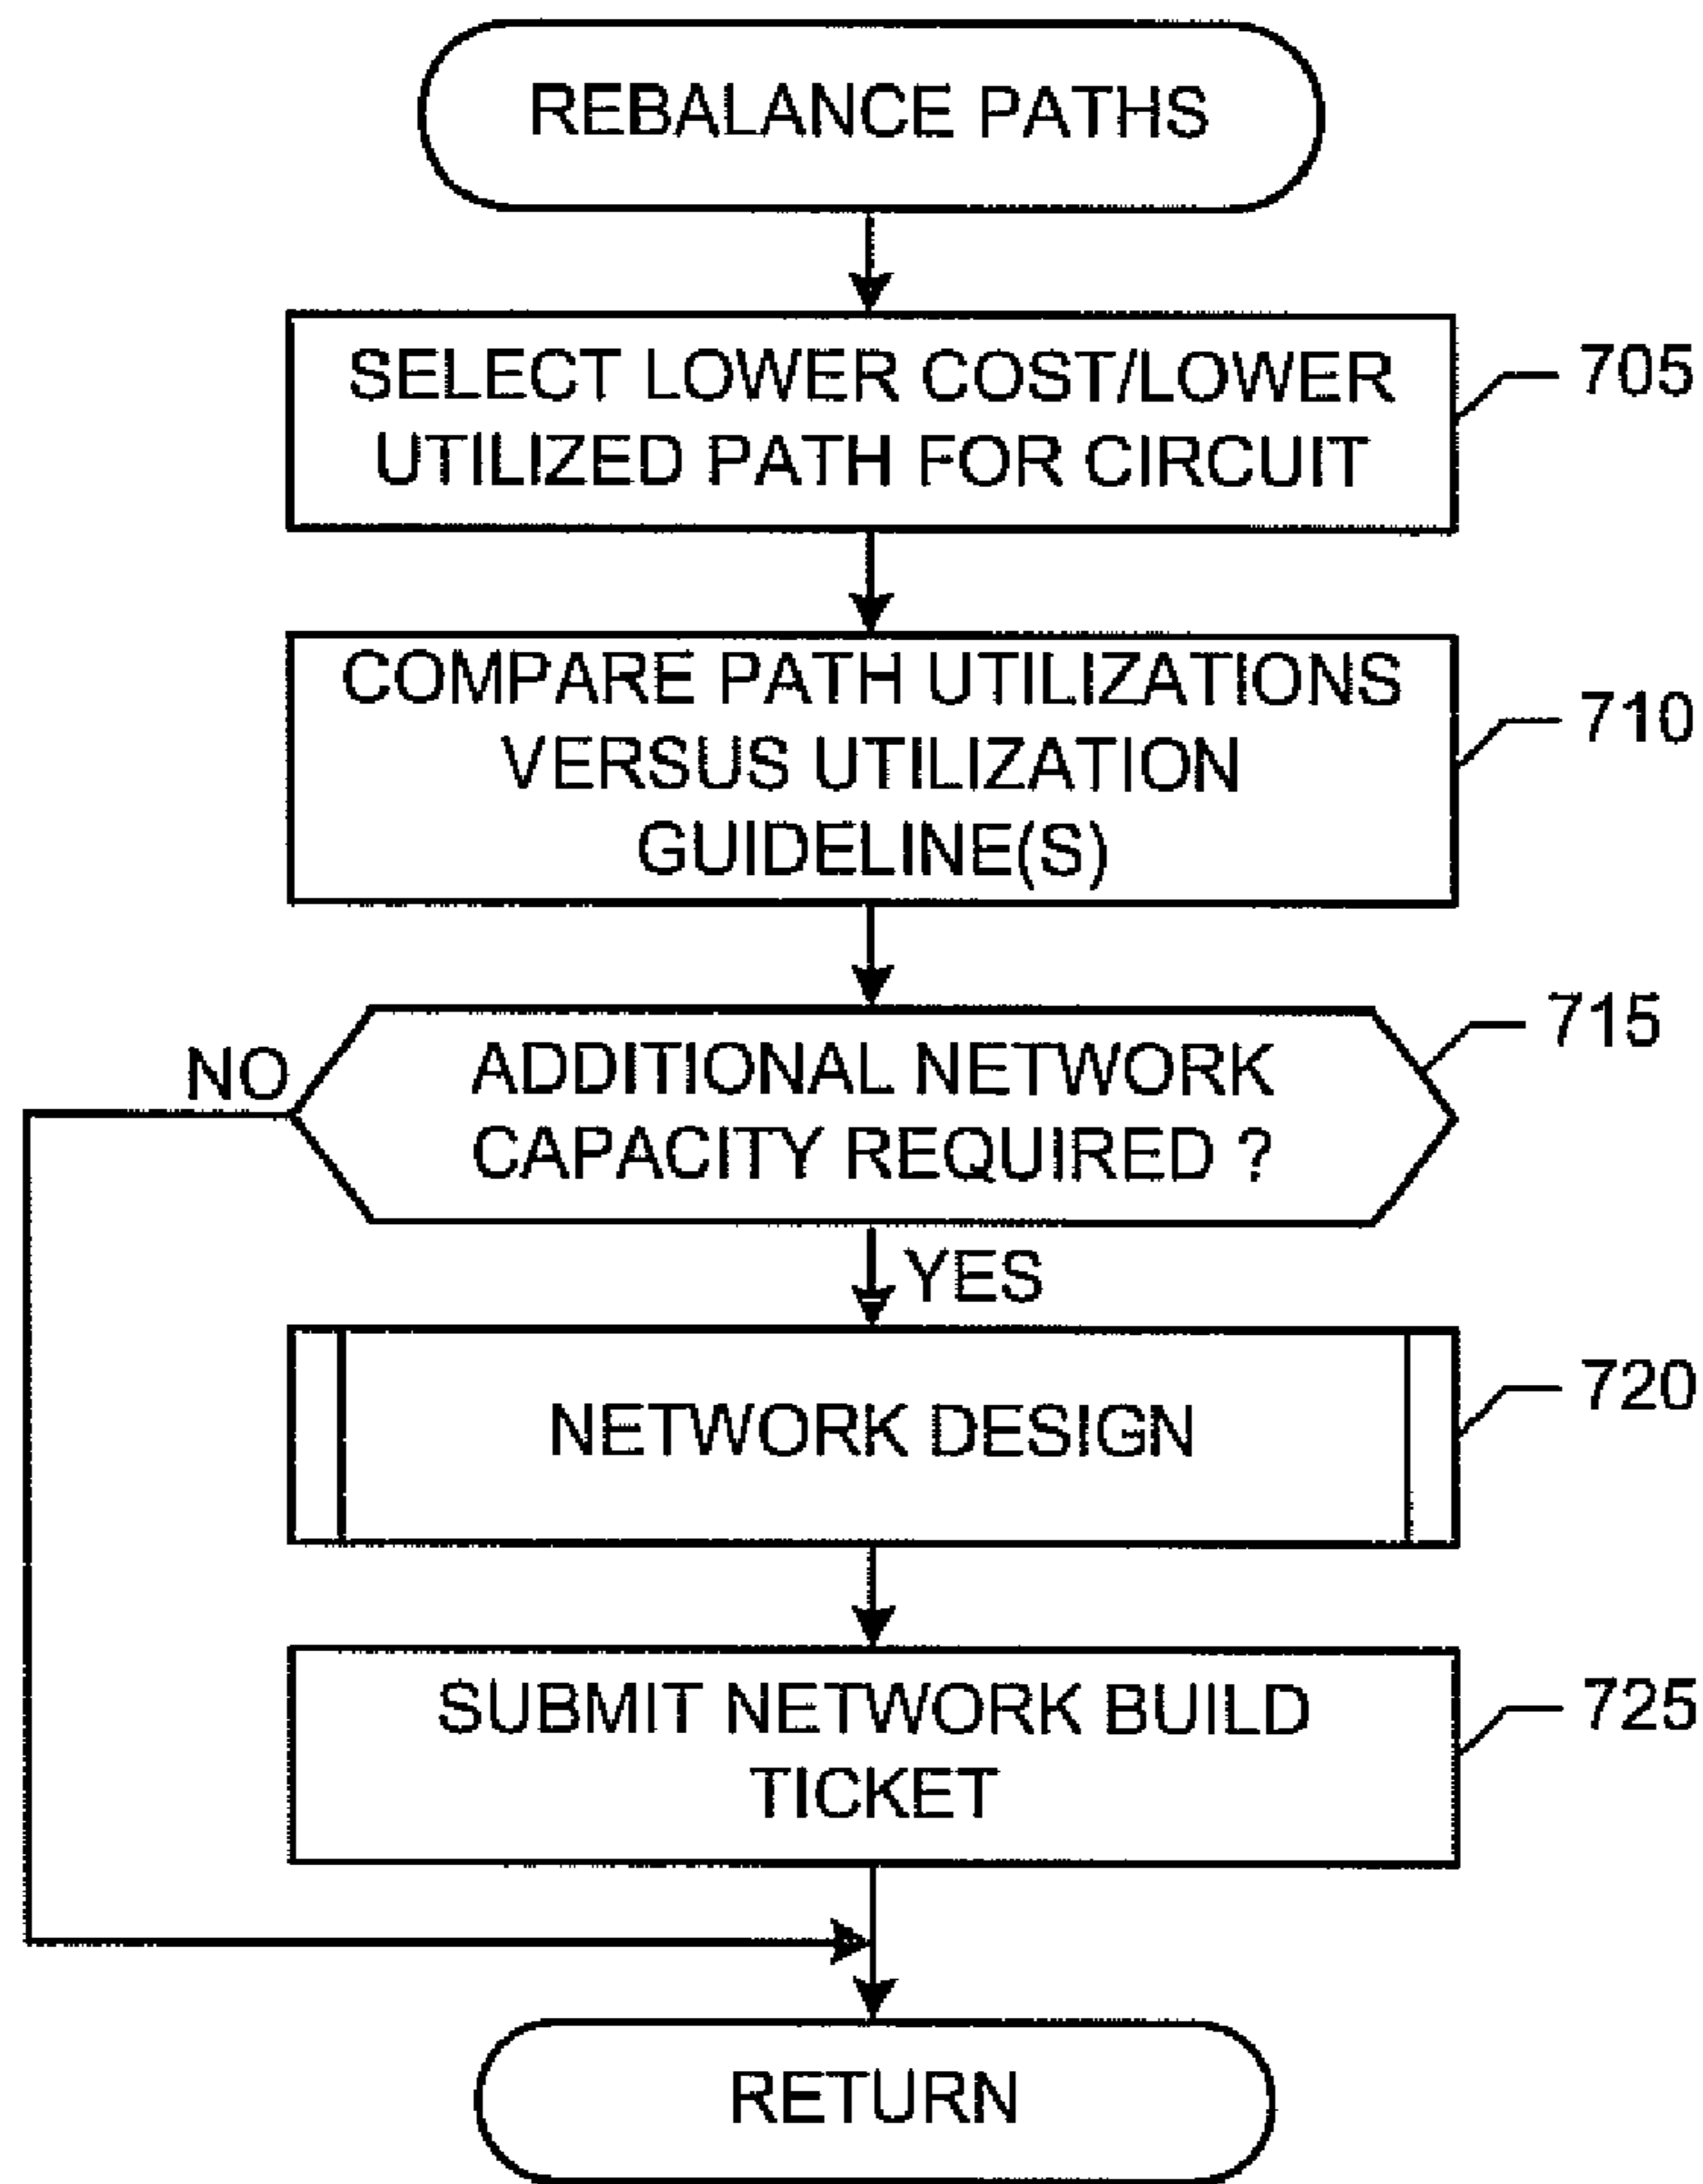 REBALANCE PATHS
SELECT LOWER COST/LOWER
UTILIZED PATH FOR CIRCUIT
705
COMPARE PATH UTILIZATIONS
VERSUS UTILIZATION
GUIDELINE(S)
710
ADDITIONAL NETWORK
CAPACITY REQUIRED ?
715
NO
YES
NETWORK DESIGN
720
SUBMIT NETWORK BUILD
TICKET
725
RETURN